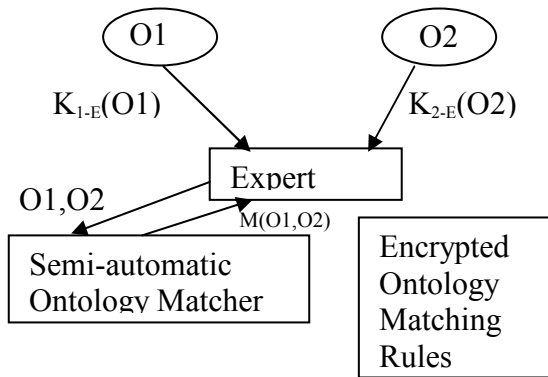 O1
O2
K1-E(O1)
K2-E(O2)
Expert
O1,O2
M(O1,O2)
Semi-automatic
Ontology Matcher
Encrypted
Ontology
Matching
Rules